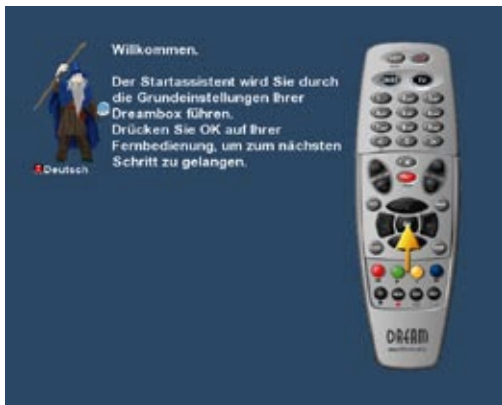 Willkommen.
Der Startassistent wird Sie durch
die Grundeinstellungen Ihrer
Dreambox führen.
Drücken Sie OK auf Ihrer
Fernbedienung, um zum nächsten
Schritt zu gelangen.
Deutsch
TV
DREAM